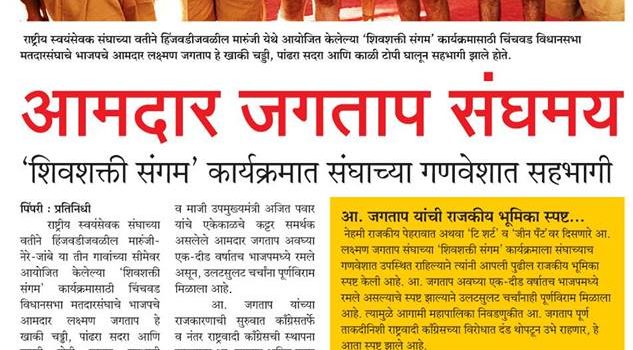 राष्ट्रीय स्वयंसेवक संघाच्या वतीने हिंजवडीजवळील मारुंजी येथे आयोजित केलेल्या ‘शिवशक्ती संगम’ कार्यक्रमासाठी चिंचवड विधानसभा
मतदारसंघाचे भाजपचे आमदार लक्ष्मण जगताप हे खाकी चड्डी, पांढरा सदरा आणि काळी टोपी घालून सहभागी झाले होते.
आमदार जगताप संघमय
‘शिवशक्ती संगम’ कार्यक्रमात संघाच्या गणवेशात सहभागी
पिंपरी : प्रतिनिधी
राष्ट्रीय स्वयंसेवक संघाच्या
वतीने हिंजवडीजवळील मारुंजी-
नेरे-जांबे या तीन गावांच्या सीमेवर
आयोजित केलेल्या ‘शिवशक्ती
संगम’ कार्यक्रमासाठी चिंचवड
विधानसभा मतदारसंघाचे भाजपचे
आमदार लक्ष्मण जगताप हे
खाकी चड्डी, पांढरा सदरा आणि
व माजी उपमुख्यमंत्री अजित पवार
यांचे एकेकाळचे कट्टर समर्थक
असलेले आमदार जगताप अवघ्या
एक-दीड वर्षातच भाजपमध्ये रमले
असून, उलटसुलट चर्चांना पूर्णविराम
मिळाला आहे.
आ. जगताप यांच्या
राजकारणाची सुरुवात काँग्रेसतर्फे
व नंतर राष्ट्रवादी काँग्रेसची स्थापना
आ. जगताप यांची राजकीय भूमिका स्पष्ट...
नेहमी राजकीय पेहरावात अथवा ‘टि शर्ट’ व ‘जीन पँट’वर दिसणारे आ.
लक्ष्मण जगताप संघाच्या ‘शिवशक्ती संगम’ कार्यक्रमाला संघाच्याच
गणवेशात उपस्थित राहिल्याने त्यांनी आपली पुढील राजकीय भूमिका
स्पष्ट केली आहे. आ. जगताप अवघ्या एक-दीड वर्षातच भाजपमध्ये
रमले असल्याचे स्पष्ट झाल्याने उलटसुलट चर्चांनाही पूर्णविराम मिळाला
आहे. त्यामुळे आगामी महापालिका निवडणुकीत आ. जगताप पूर्ण
ताकदीनिशी राष्ट्रवादी काँग्रेसच्या विरोधात दंड थोपटून उभे राहणार, हे
आता स्पष्ट झाले आहे.